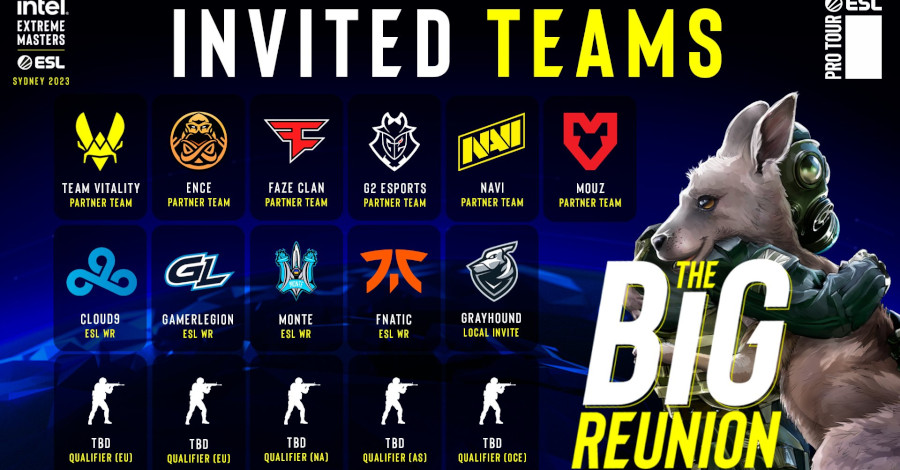 intel
EXTREME
MASTERS
ESL
SYDNEY 2023
INVITED TEAMS
ESL
PRO TOUR
TEAM VITALITY
PARTNER TEAM
ENCE
PARTNER TEAM
FAZE CLAN
PARTNER TEAM
G2 ESPORTS
PARTNER TEAM
NAVI
NAVI
PARTNER TEAM
MOUZ
PARTNER TEAM
CLOUD9
ESL WR
GL
GAMERLEGION
ESL WR
MONTE
MONTE
ESL WR
FNATIC
ESL WR
GRAYHOUND
LOCAL INVITE
TBD
QUALIFIER (EU)
TBD
QUALIFIER (EU)
TBD
QUALIFIER (NA)
TBD
QUALIFIER (AS)
TBD
QUALIFIER (OCE)
THE
BiG
REUNION